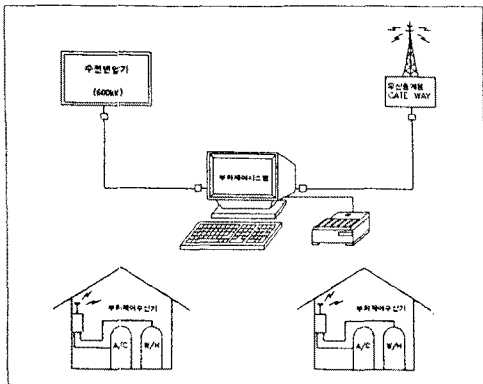 수전변압기
(600kW)
무선중계용
GATE WAY
부하제어시스템
부하제어수신기
A/C
W/H
부하제어수신기
A/C
W/H